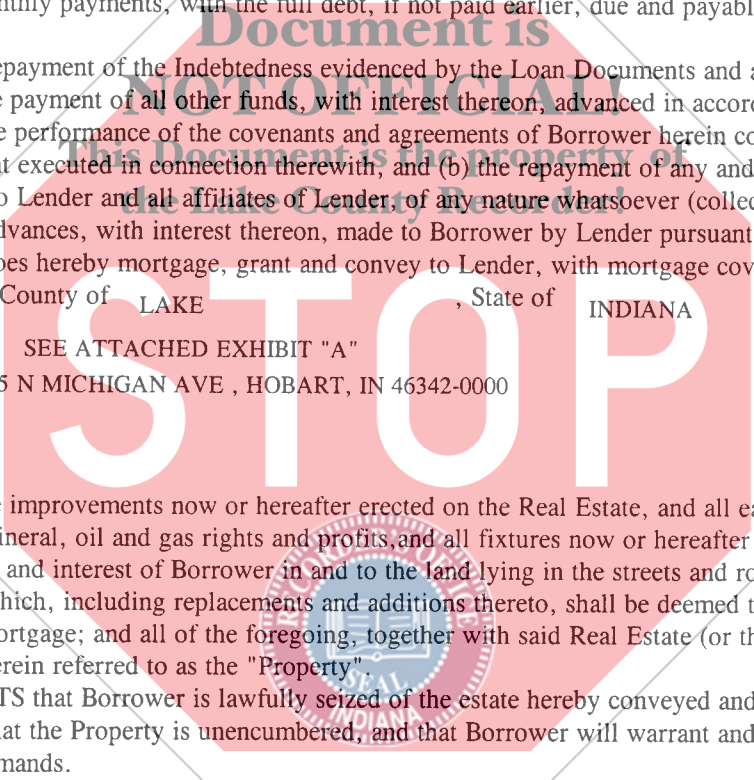 nthly payments, with the full debt, if not paid earlier, due and payabl
Document is
epayment of the Indebtedness evidenced by the Loan Documents and a
NOT OFFICIAL!
e payment of all other funds, with interest thereon, advanced in accor
e performance of the covenants and agreements of Borrower herein co
This Document is the property of
nt executed in connection therewith, and (b) the repayment of any and
the Lake County Recorder!
o Lender and all affiliates of Lender, of any nature whatsoever (collec
dvances, with interest thereon, made to Borrower by Lender pursuant
oes hereby mortgage, grant and convey to Lender, with mortgage cov
County of LAKE , State of INDIANA
SEE ATTACHED EXHIBIT "A"
5 N MICHIGAN AVE , HOBART, IN 46342-0000
STOP
e improvements now or hereafter erected on the Real Estate, and all ea
ineral, oil and gas rights and profits,and all fixtures now or hereafter
and interest of Borrower in and to the land lying in the streets and ro
hich, including replacements and additions thereto, shall be deemed t
ortgage; and all of the foregoing, together with said Real Estate (or th
erein referred to as the "Property".
TS that Borrower is lawfully seized of the estate hereby conveyed and
at the Property is unencumbered, and that Borrower will warrant and
mands.
RECORDER'S OFFICE
SEAL
INDIANA